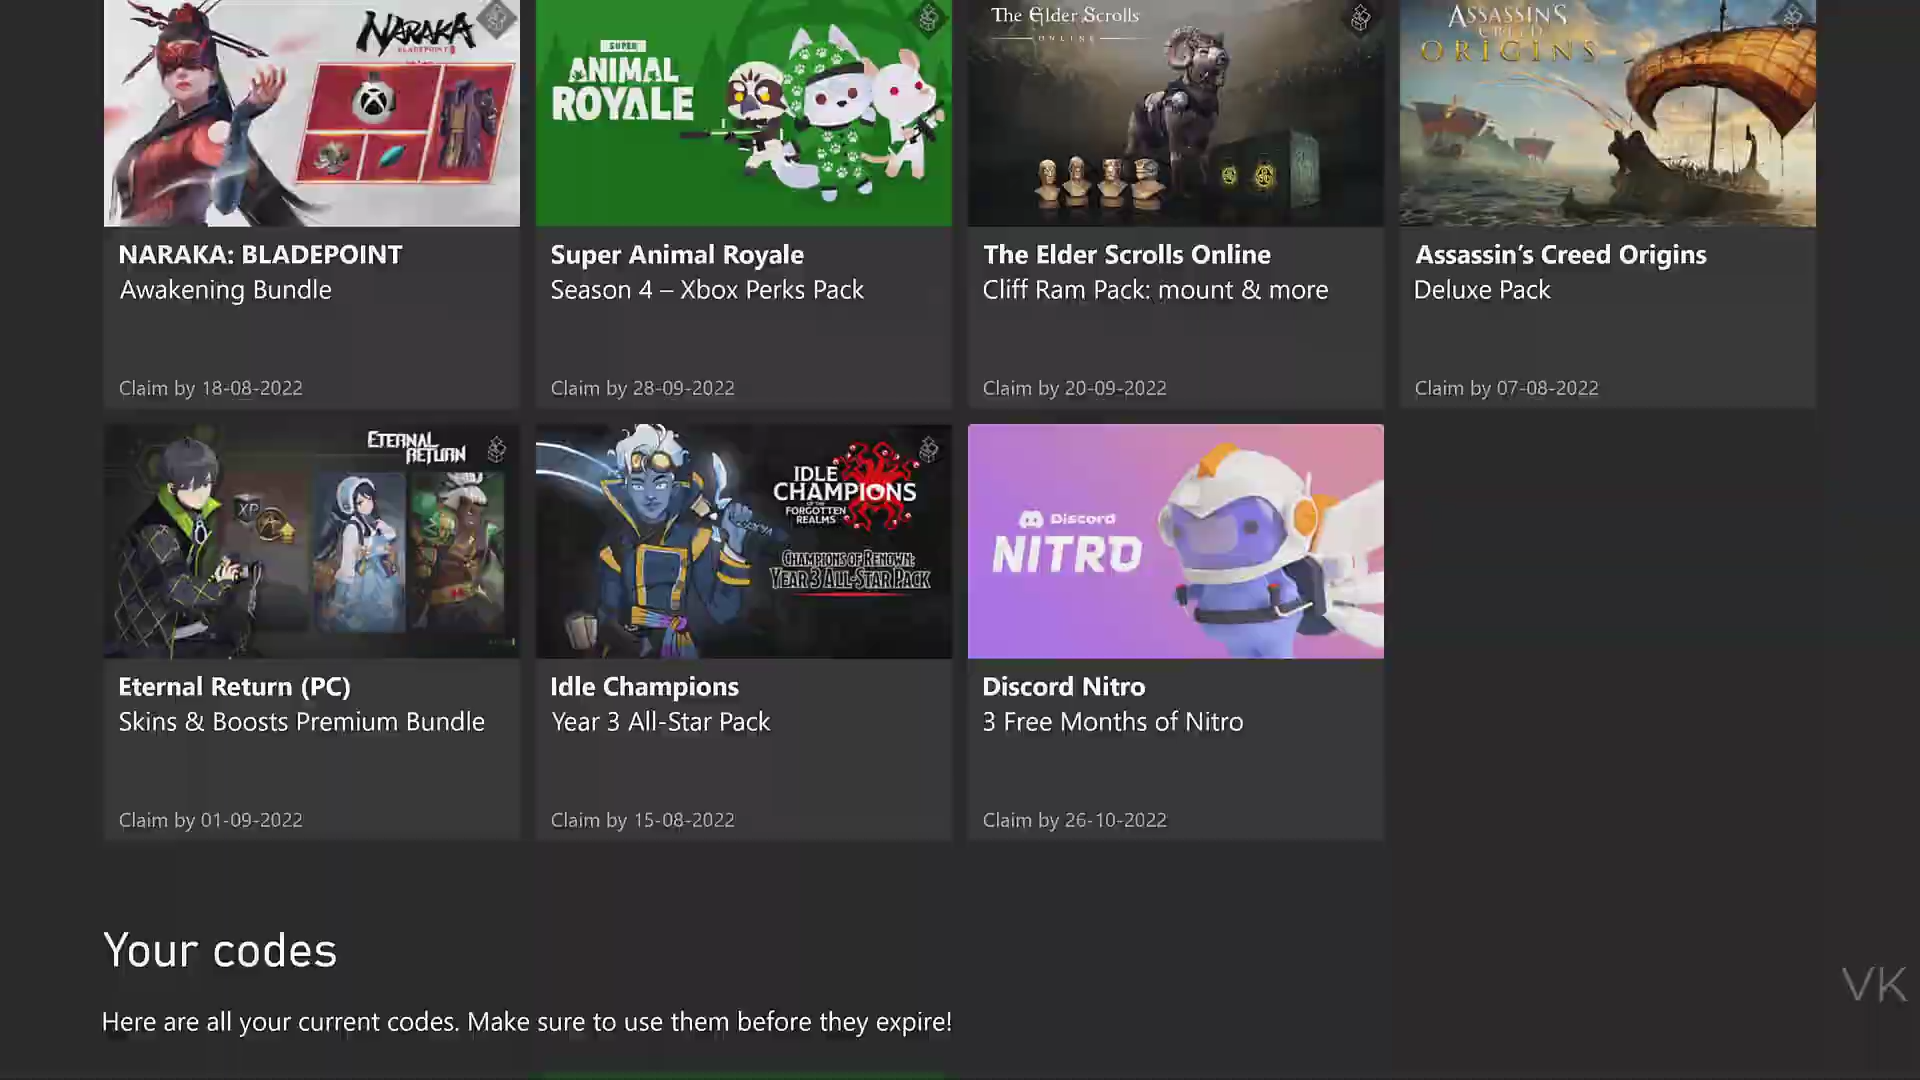 NARAKA
BLADEPOINT
SUPER
ANIMAL
ROYALE
The Elder Scrolls
ONLINE
ASSASSIN'S
CREED
ORIGINS
NARAKA: BLADEPOINT
Awakening Bundle
Claim by 18-08-2022
Super Animal Royale
Season 4 – Xbox Perks Pack
Claim by 28-09-2022
The Elder Scrolls Online
Cliff Ram Pack: mount & more
Claim by 20-09-2022
Assassin’s Creed Origins
Deluxe Pack
Claim by 07-08-2022
ETERNAL
RETURN
XP
IDLE
CHAMPIONS
OF THE
FORGOTTEN
REALMS
CHAMPIONS OF RENOWN:
YEAR 3 ALL-STAR PACK
Discord
NITRO
Eternal Return (PC)
Skins & Boosts Premium Bundle
Claim by 01-09-2022
Idle Champions
Year 3 All-Star Pack
Claim by 15-08-2022
Discord Nitro
3 Free Months of Nitro
Claim by 26-10-2022
Your codes
Here are all your current codes. Make sure to use them before they expire!
VK